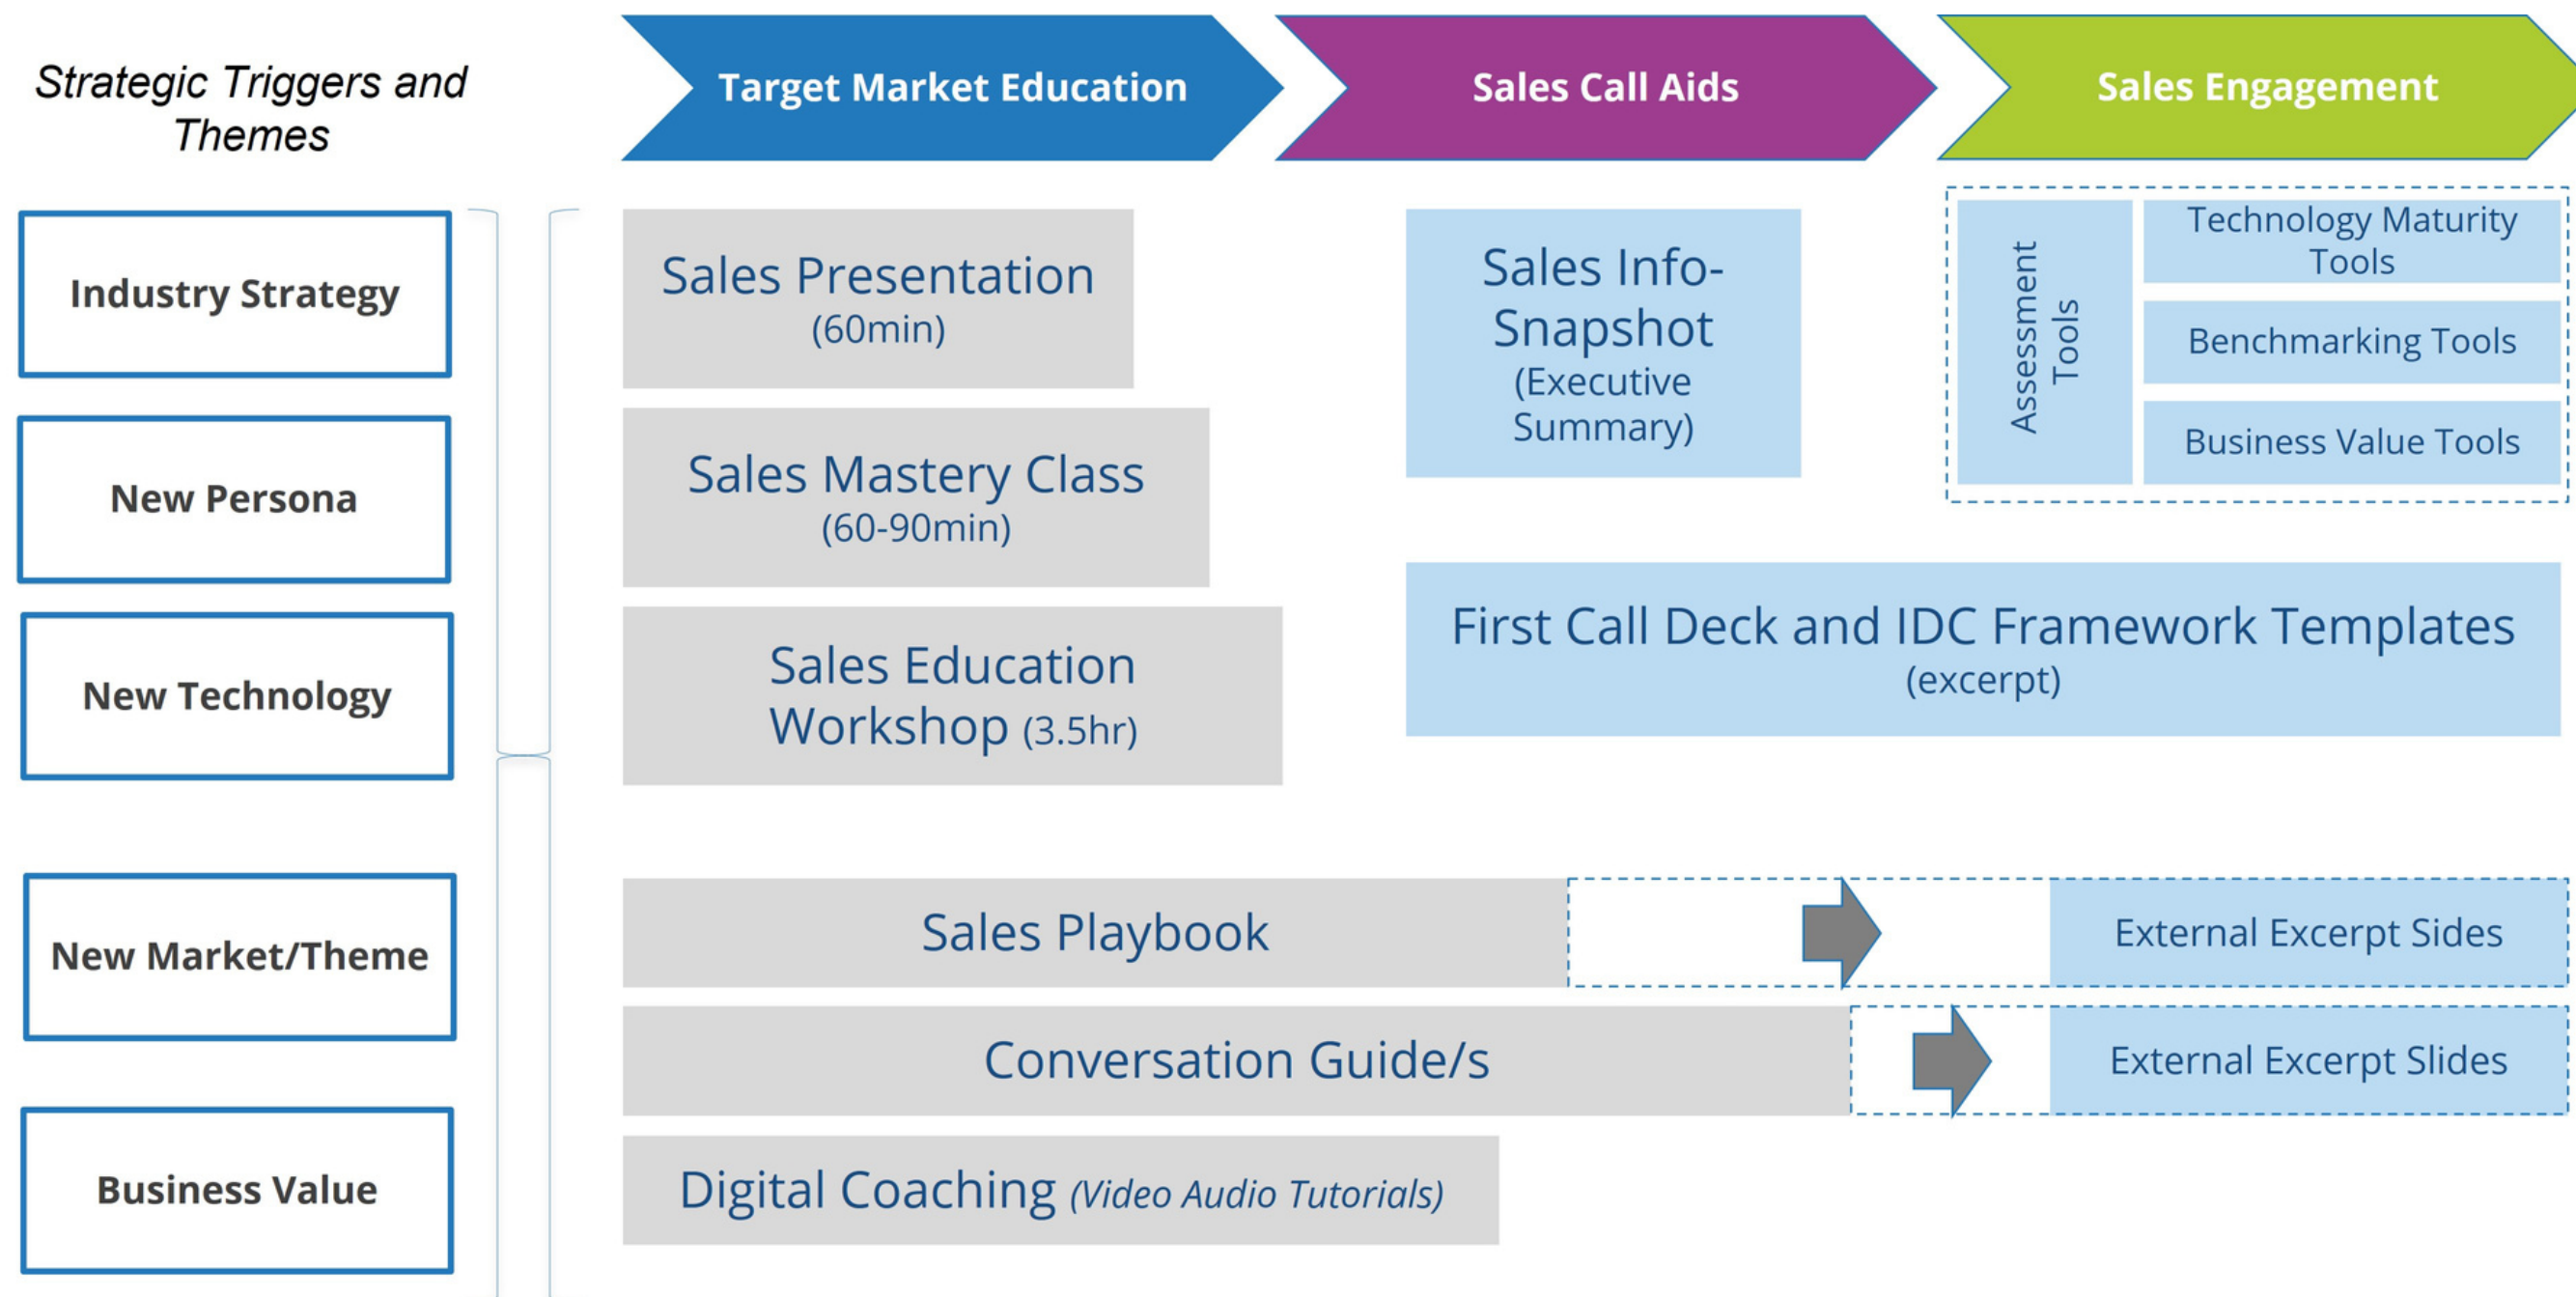 Strategic Triggers and
Themes
Target Market Education
Sales Call Aids
Sales Engagement
Industry Strategy
New Persona
New Technology
New Market/Theme
Business Value
Sales Presentation
(60min)
Sales Mastery Class
(60-90min)
Sales Education
Workshop (3.5hr)
Sales Info-
Snapshot
(Executive
Summary)
Assessment
Tools
Technology Maturity
Tools
Benchmarking Tools
Business Value Tools
First Call Deck and IDC Framework Templates
(excerpt)
Sales Playbook
External Excerpt Sides
Conversation Guide/s
External Excerpt Slides
Digital Coaching (Video Audio Tutorials)